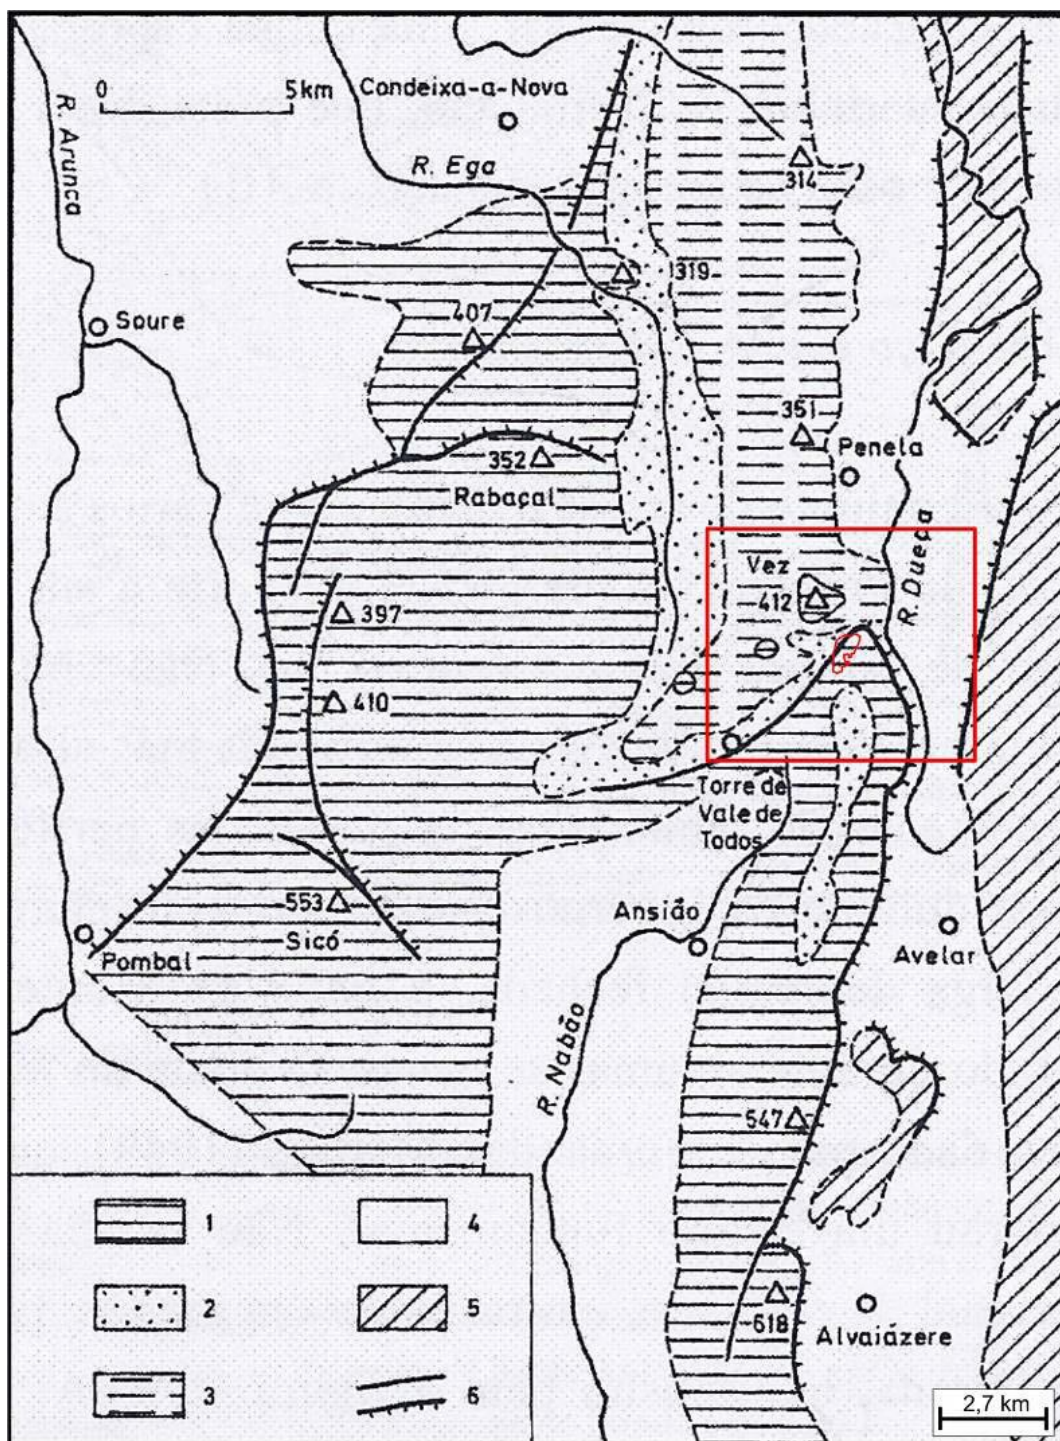 0 5km
Condeixa-a-Nova
R. Arunca
R. Ega
314
319
Soure
407
351
Penela
352
Rabaçal
R. Dueça
Vez
412
397
410
Torre de
Vale de
Todos
553
Sicó
Ansião
Pombal
Avelar
R. Nabão
547
618
Alvaiázere
1
2
3
4
5
6
2,7 km